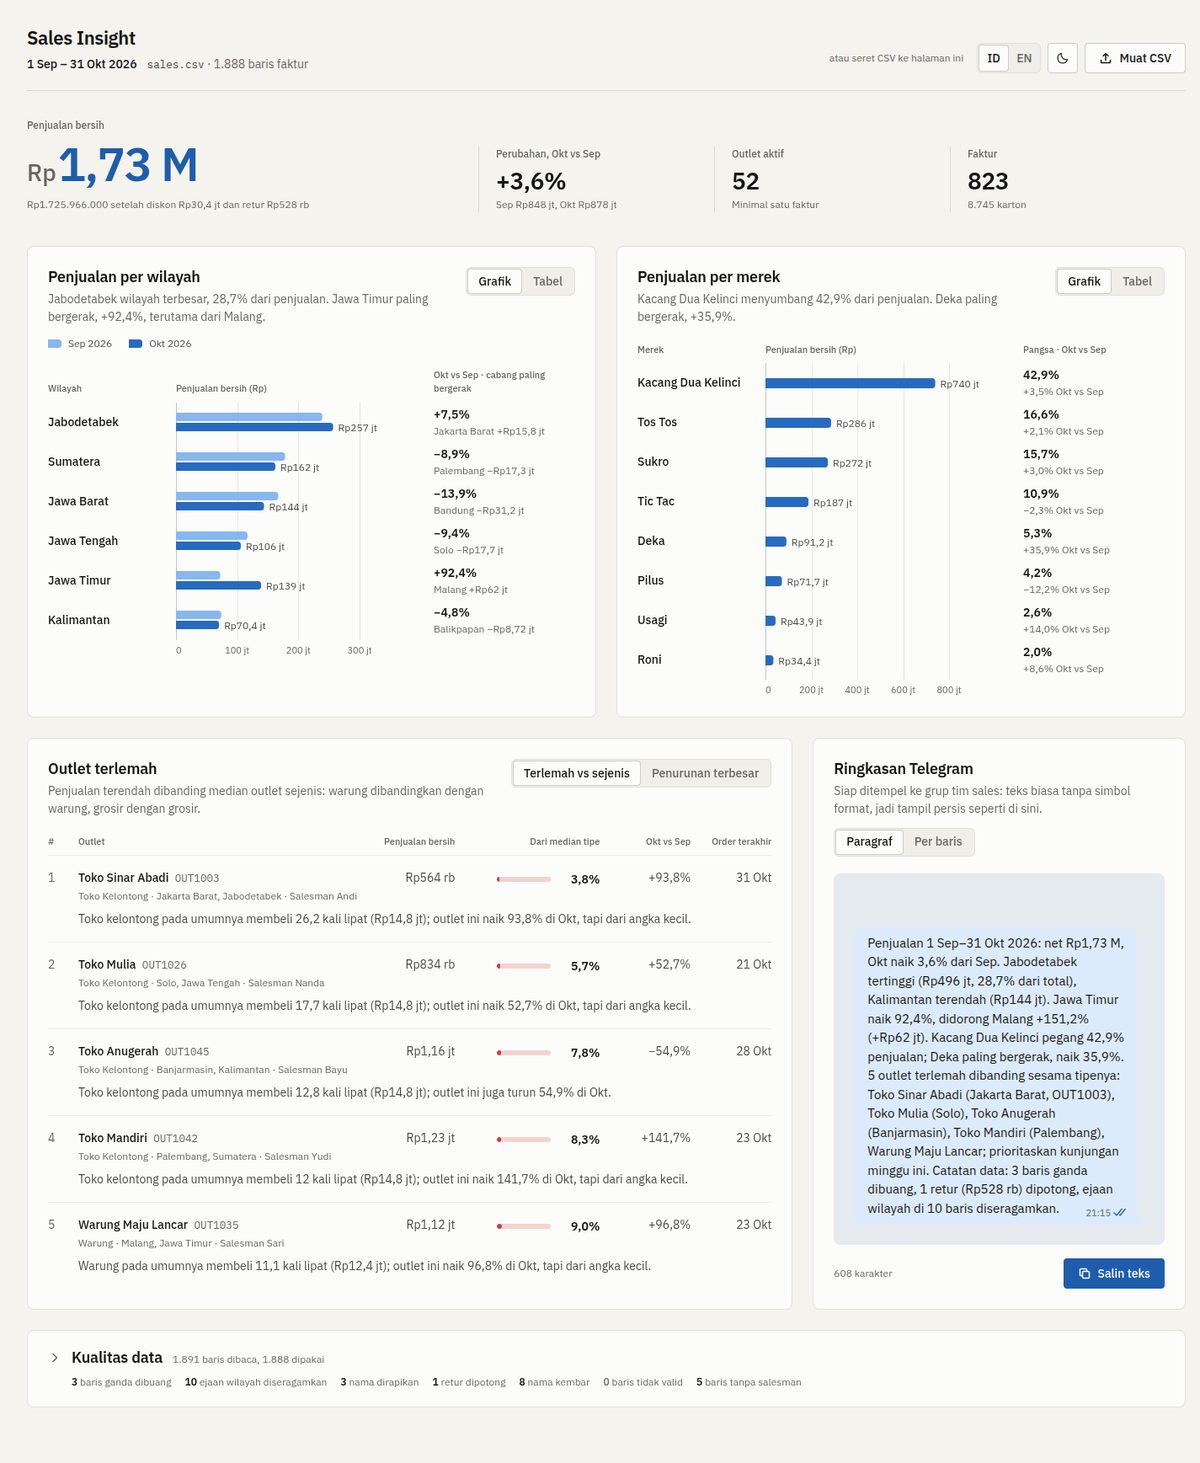 Sales Insight
1 Sep – 31 Okt 2026 sales.csv · 1.888 baris faktur
atau seret CSV ke halaman ini
ID EN
Muat CSV
Penjualan bersih
Rp1,73 M
Rp1.725.966.000 setelah diskon Rp30,4 jt dan retur Rp528 rb
Perubahan, Okt vs Sep
+3,6%
Sep Rp848 jt, Okt Rp878 jt
Outlet aktif
52
Minimal satu faktur
Faktur
823
8.745 karton
Penjualan per wilayah
Grafik Tabel
Jabodetabek wilayah terbesar, 28,7% dari penjualan. Jawa Timur paling
bergerak, +92,4%, terutama dari Malang.
Sep 2026 Okt 2026
Okt vs Sep · cabang paling
bergerak
Wilayah Penjualan bersih (Rp)
Jabodetabek Rp257 jt +7,5%
Jakarta Barat +Rp15,8 jt
Sumatera Rp162 jt −8,9%
Palembang −Rp17,3 jt
Jawa Barat Rp144 jt −13,9%
Bandung −Rp31,2 jt
Jawa Tengah Rp106 jt −9,4%
Solo −Rp17,7 jt
Jawa Timur Rp139 jt +92,4%
Malang +Rp62 jt
Kalimantan Rp70,4 jt −4,8%
Balikpapan −Rp8,72 jt
0 100 jt 200 jt 300 jt
Penjualan per merek
Grafik Tabel
Kacang Dua Kelinci menyumbang 42,9% dari penjualan. Deka paling
bergerak, +35,9%.
Merek Penjualan bersih (Rp) Pangsa · Okt vs Sep
Kacang Dua Kelinci Rp740 jt 42,9%
+3,5% Okt vs Sep
Tos Tos Rp286 jt 16,6%
+2,1% Okt vs Sep
Sukro Rp272 jt 15,7%
+3,0% Okt vs Sep
Tic Tac Rp187 jt 10,9%
−2,3% Okt vs Sep
Deka Rp91,2 jt 5,3%
+35,9% Okt vs Sep
Pilus Rp71,7 jt 4,2%
−12,2% Okt vs Sep
Usagi Rp43,9 jt 2,6%
+14,0% Okt vs Sep
Roni Rp34,4 jt 2,0%
+8,6% Okt vs Sep
0 200 jt 400 jt 600 jt 800 jt
Outlet terlemah
Terlemah vs sejenis Penurunan terbesar
Penjualan terendah dibanding median outlet sejenis: warung dibandingkan dengan
warung, grosir dengan grosir.
# Outlet Penjualan bersih Dari median tipe Okt vs Sep Order terakhir
1 Toko Sinar Abadi OUT1003 Rp564 rb 3,8% +93,8% 31 Okt
Toko Kelontong · Jakarta Barat, Jabodetabek · Salesman Andi
Toko kelontong pada umumnya membeli 26,2 kali lipat (Rp14,8 jt); outlet ini naik 93,8% di Okt, tapi dari angka kecil.
2 Toko Mulia OUT1026 Rp834 rb 5,7% +52,7% 21 Okt
Toko Kelontong · Solo, Jawa Tengah · Salesman Nanda
Toko kelontong pada umumnya membeli 17,7 kali lipat (Rp14,8 jt); outlet ini naik 52,7% di Okt, tapi dari angka kecil.
3 Toko Anugerah OUT1045 Rp1,16 jt 7,8% −54,9% 28 Okt
Toko Kelontong · Banjarmasin, Kalimantan · Salesman Bayu
Toko kelontong pada umumnya membeli 12,8 kali lipat (Rp14,8 jt); outlet ini juga turun 54,9% di Okt.
4 Toko Mandiri OUT1042 Rp1,23 jt 8,3% +141,7% 23 Okt
Toko Kelontong · Palembang, Sumatera · Salesman Yudi
Toko kelontong pada umumnya membeli 12 kali lipat (Rp14,8 jt); outlet ini naik 141,7% di Okt, tapi dari angka kecil.
5 Warung Maju Lancar OUT1035 Rp1,12 jt 9,0% +96,8% 23 Okt
Warung · Malang, Jawa Timur · Salesman Sari
Warung pada umumnya membeli 11,1 kali lipat (Rp12,4 jt); outlet ini naik 96,8% di Okt, tapi dari angka kecil.
Ringkasan Telegram
Siap ditempel ke grup tim sales: teks biasa tanpa simbol
format, jadi tampil persis seperti di sini.
Paragraf Per baris
Penjualan 1 Sep–31 Okt 2026: net Rp1,73 M,
Okt naik 3,6% dari Sep. Jabodetabek
tertinggi (Rp496 jt, 28,7% dari total),
Kalimantan terendah (Rp144 jt). Jawa Timur
naik 92,4%, didorong Malang +151,2%
(+Rp62 jt). Kacang Dua Kelinci pegang 42,9%
penjualan; Deka paling bergerak, naik 35,9%.
5 outlet terlemah dibanding sesama tipenya:
Toko Sinar Abadi (Jakarta Barat, OUT1003),
Toko Mulia (Solo), Toko Anugerah
(Banjarmasin), Toko Mandiri (Palembang),
Warung Maju Lancar; prioritaskan kunjungan
minggu ini. Catatan data: 3 baris ganda
dibuang, 1 retur (Rp528 rb) dipotong, ejaan
wilayah di 10 baris diseragamkan.
21:15
608 karakter
Salin teks
Kualitas data 1.891 baris dibaca, 1.888 dipakai
3 baris ganda dibuang 10 ejaan wilayah diseragamkan 3 nama dirapikan 1 retur dipotong 8 nama kembar 0 baris tidak valid 5 baris tanpa salesman